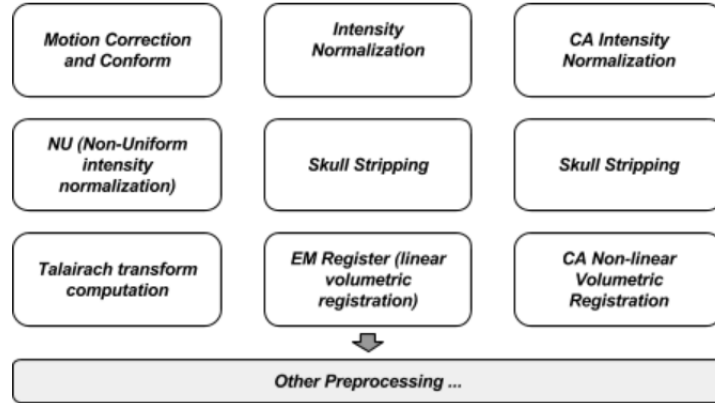 Motion Correction
and Conform
Intensity
Normalization
CA Intensity
Normalization
NU (Non-Uniform
intensity
normalization)
Skull Stripping
Skull Stripping
Talairach transform
computation
EM Register (linear
volumetric
registration)
CA Non-linear
Volumetric
Registration
Other Preprocessing ...